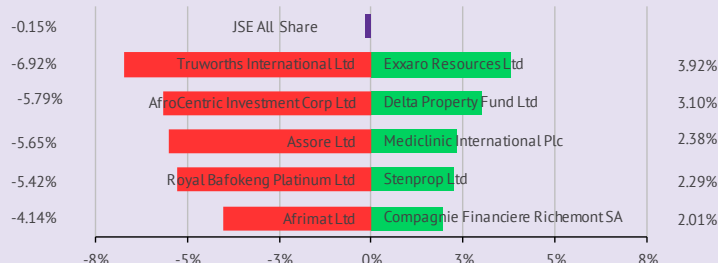 -0.15% JSE All Share
-6.92% Truworths International Ltd Exxaro Resources Ltd 3.92%
-5.79% AfroCentric Investment Corp Ltd Delta Property Fund Ltd 3.10%
-5.65% Assore Ltd Mediclinic International Plc 2.38%
-5.42% Royal Bafokeng Platinum Ltd Stenprop Ltd 2.29%
-4.14% Afrimat Ltd Compagnie Financiere Richemont SA 2.01%
-8% -5% -3% 0% 3% 5% 8%